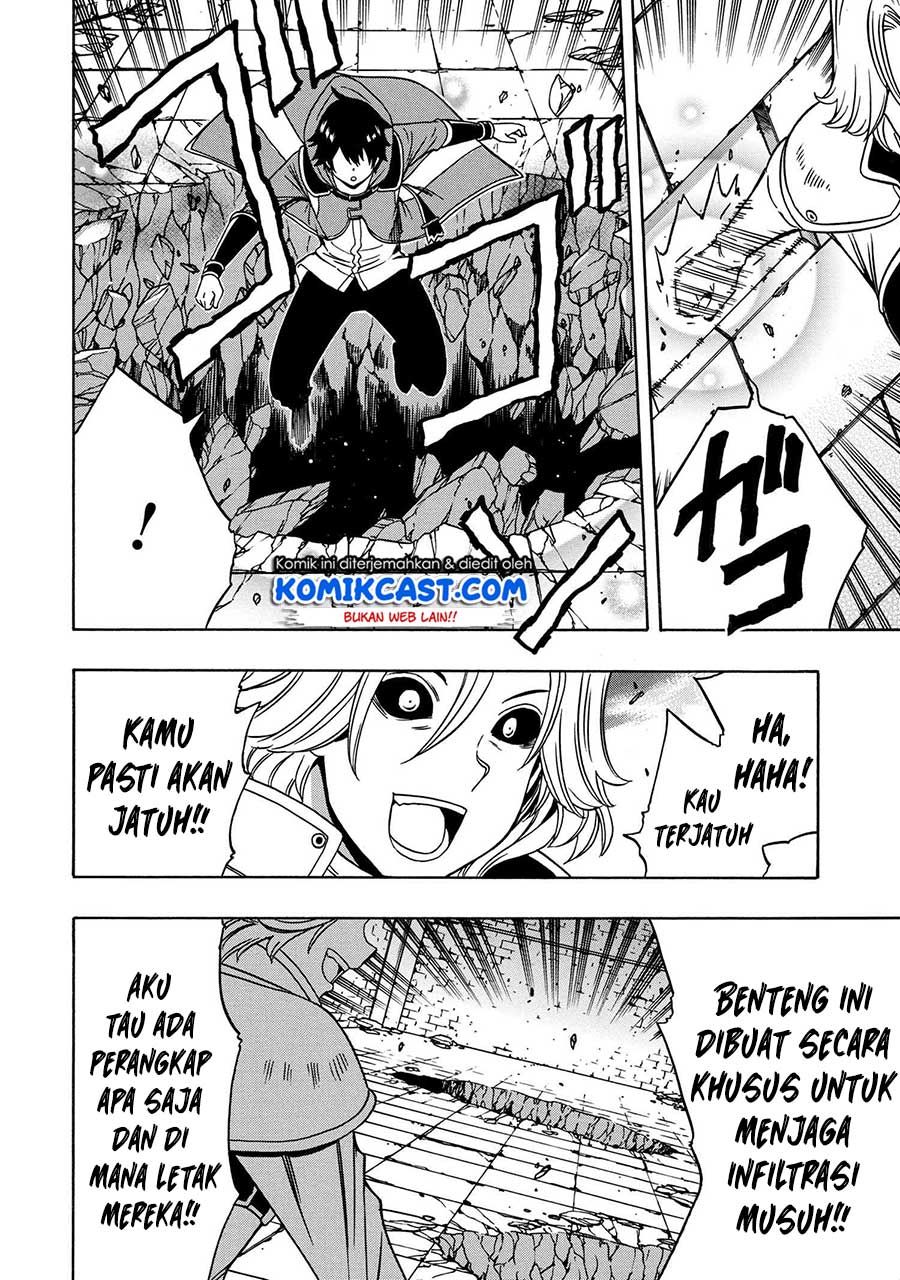 ガコ
!
Komik ini diterjemahkan & diedit oleh
KOMIKCAST.COM
BUKAN WEB LAIN!!
HA,
HAHA!
KAU
TERJATUH
KAMU
PASTI AKAN
JATUH!!
BENTENG INI
DIBUAT SECARA
KHUSUS UNTUK
MENJAGA
INFILTRASI
MUSUH!!
AKU
TAU ADA
PERANGKAP
APA SAJA
DAN DI
MANA LETAK
MEREKA!!